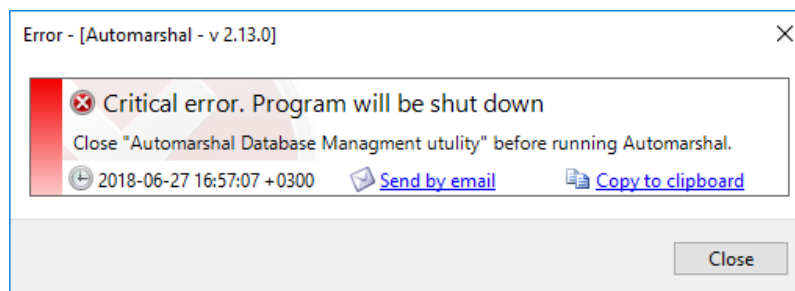 Error - [Automarshal - v 2.13.0]
Critical error. Program will be shut down
Close "Automarshal Database Managment utulity" before running Automarshal.
2018-06-27 16:57:07 +0300 Send by email Copy to clipboard
Close